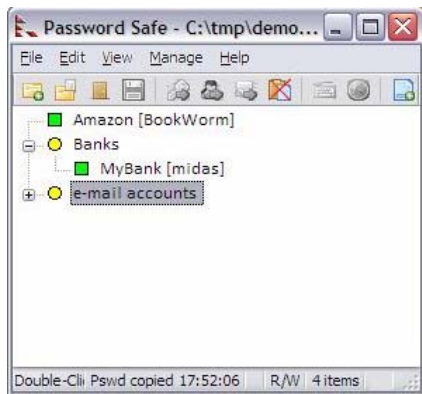 Password Safe - C:\tmp\demo...
File Edit View Manage Help
Amazon [BookWorm]
Banks
MyBank [midas]
e-mail accounts
Double-Cli Pswd copied 17:52:06 R/W 4 items